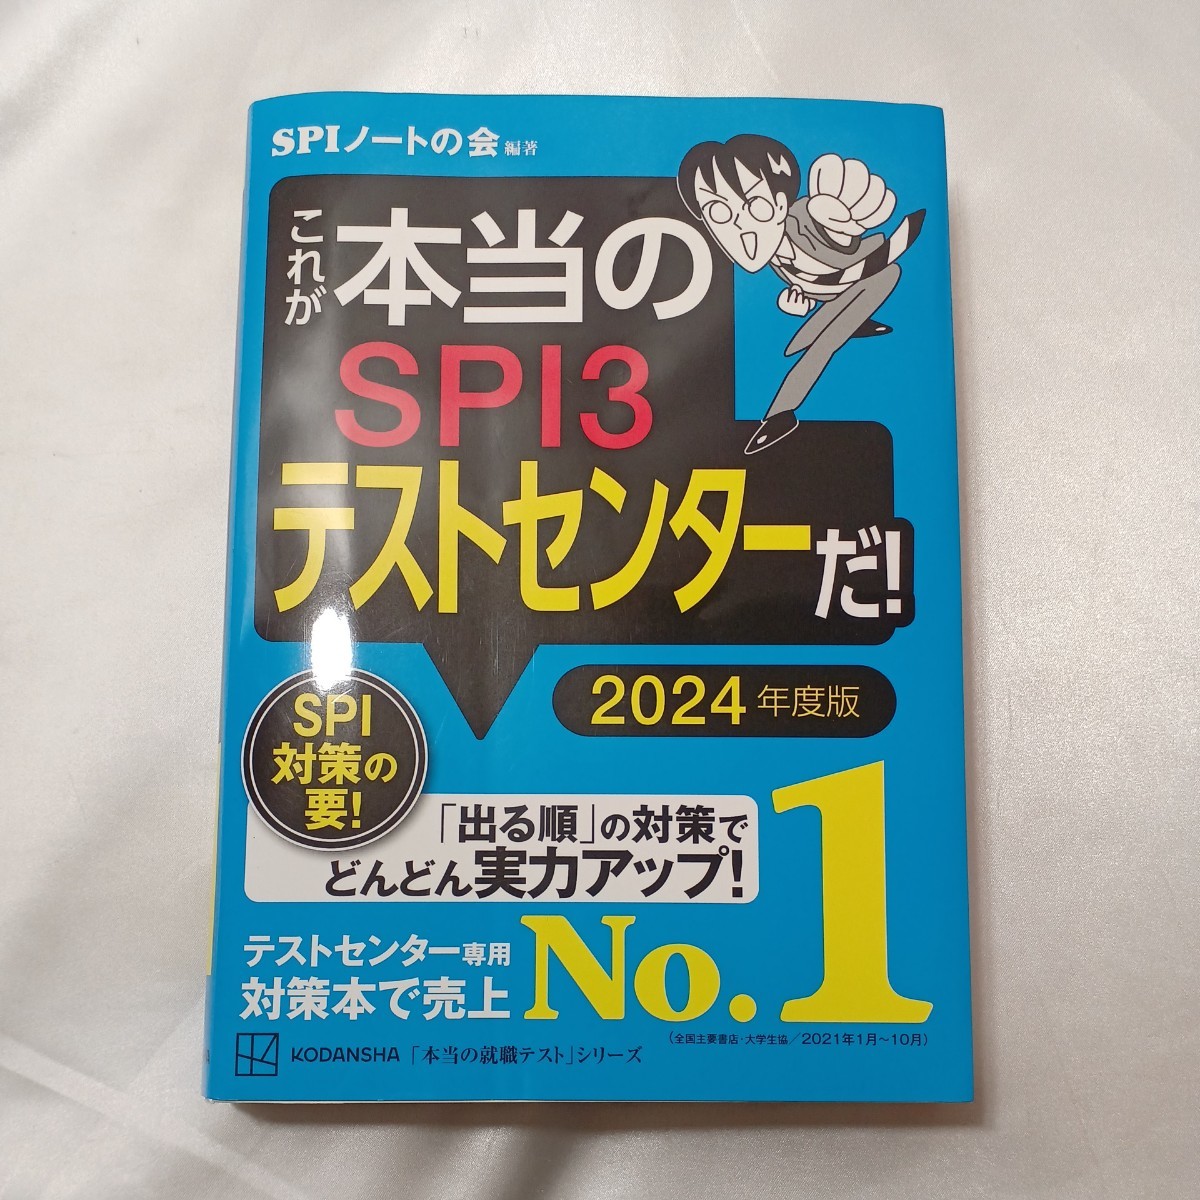 SPIノートの会 編著
これが
本当の
SPI3
テストセンターだ!
2024年度版
SPI
対策の
要!
「出る順」の対策で
どんどん実力アップ!
テストセンター専用
対策本で売上
No.1
(全国主要書店・大学生協/2021年1月~10月)
KODANSHA 「本当の就職テスト」シリーズ